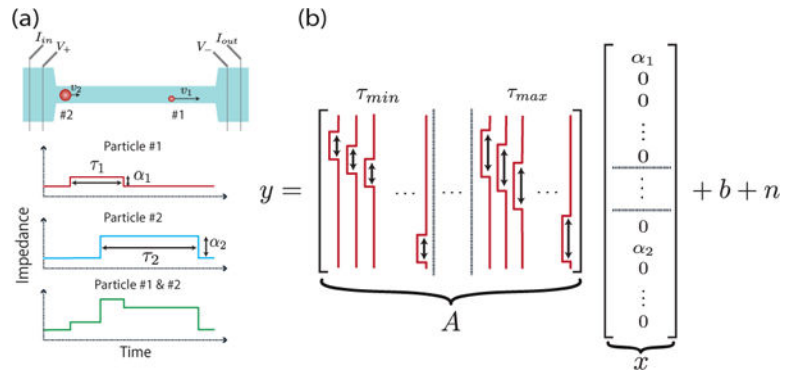 (a)
I_in
V_+
V_-
I_out
v_2
v_1
#2
#1
Particle #1
τ_1
α_1
Particle #2
τ_2
α_2
Particle #1 & #2
Impedance
Time
(b)
τ_min
τ_max
y =
... ...
...
A
α_1
0
0
⋮
0
⋮
0
α_2
0
⋮
0
x
+ b + n